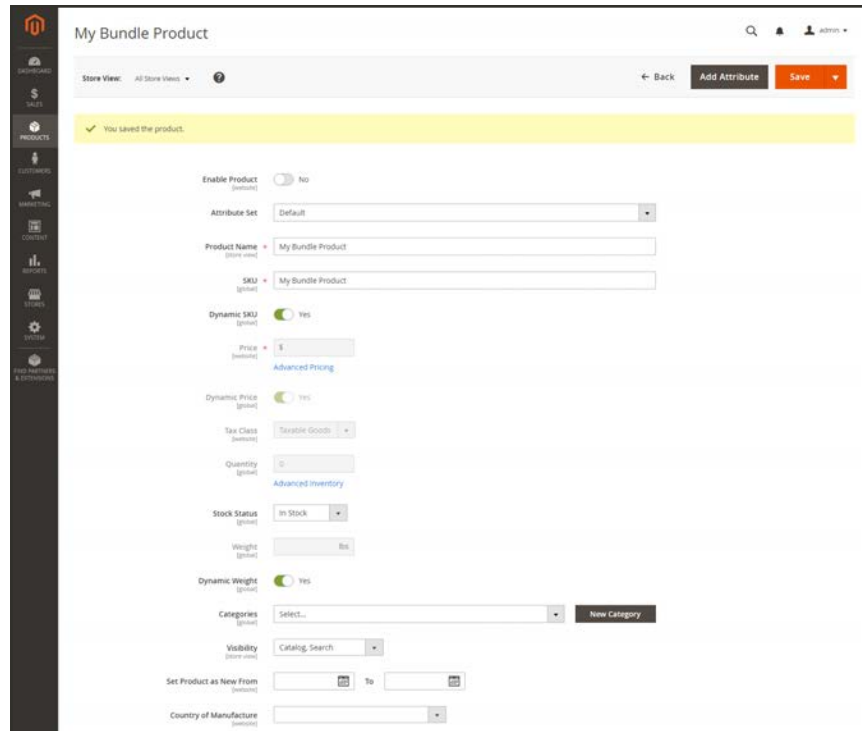 My Bundle Product
admin
DASHBOARD
SALES
PRODUCTS
CUSTOMERS
MARKETING
CONTENT
REPORTS
STORES
SYSTEM
FIND PARTNERS
& EXTENSIONS
Store View: All Store Views
?
← Back
Add Attribute
Save
You saved the product.
Enable Product No
[website]
Attribute Set Default
Product Name * My Bundle Product
[store view]
SKU * My Bundle Product
[global]
Dynamic SKU Yes
[global]
Price * $
[website]
Advanced Pricing
Dynamic Price Yes
[global]
Tax Class Taxable Goods
[website]
Quantity 0
[global]
Advanced Inventory
Stock Status In Stock
[global]
Weight lbs
[global]
Dynamic Weight Yes
[global]
Categories Select... New Category
[global]
Visibility Catalog, Search
[store view]
Set Product as New From To
[website]
Country of Manufacture
[website]